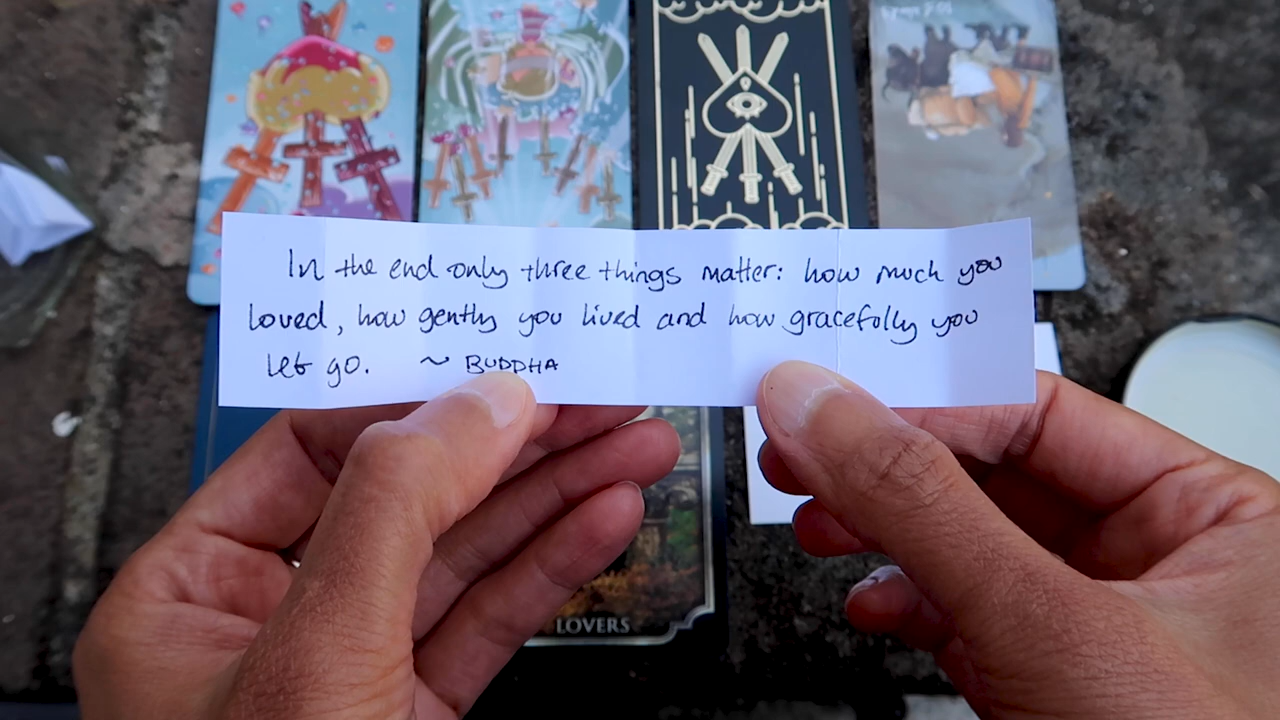 In the end only three things matter: how much you
loved, how gently you lived and how gracefully you
let go. ~ BUDDHA
LOVERS